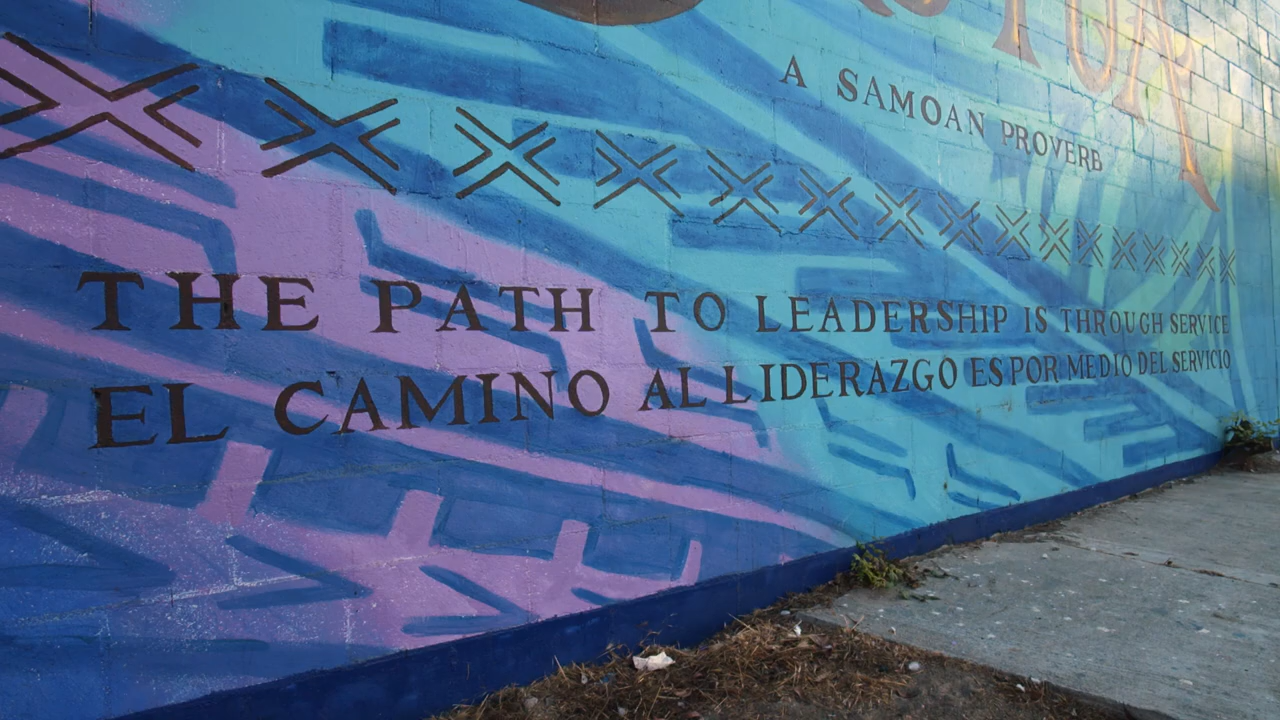 A SAMOAN PROVERB
THE PATH TO LEADERSHIP IS THROUGH SERVICE
EL CAMINO AL LIDERAZGO ES POR MEDIO DEL SERVICIO